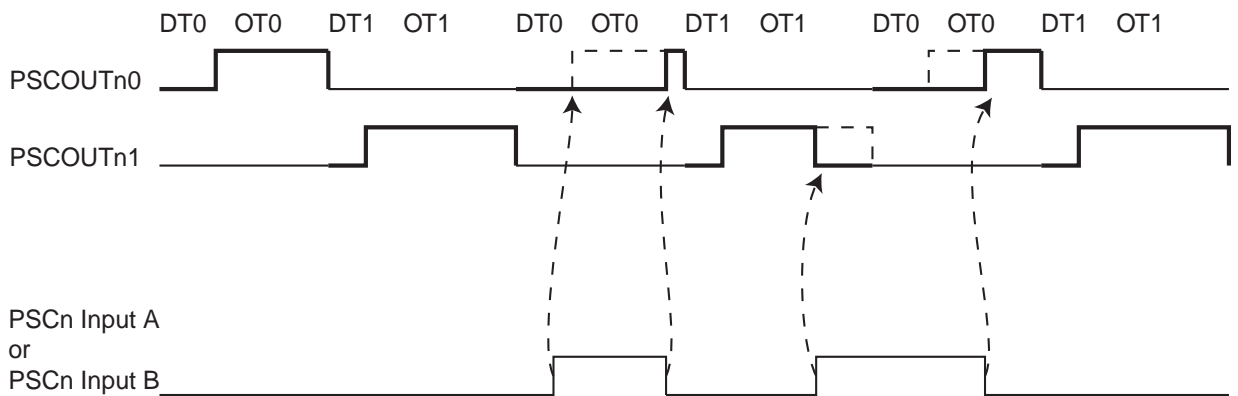 DT0 OT0 DT1 OT1 DT0 OT0 DT1 OT1 DT0 OT0 DT1 OT1
PSCOUTn0
PSCOUTn1
PSCn Input A
or
PSCn Input B